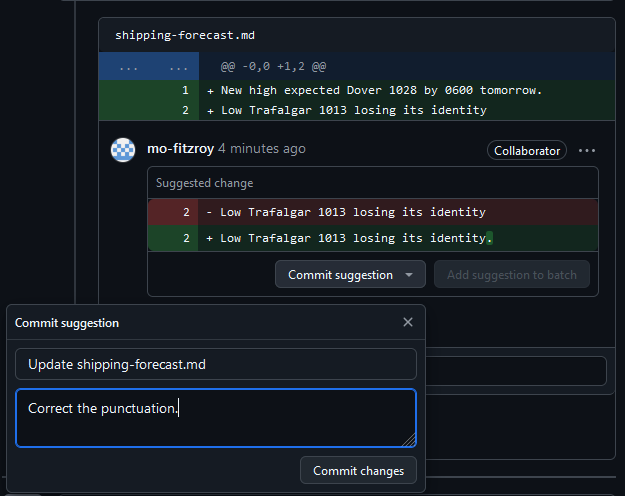 shipping-forecast.md
... ... @@ -0,0 +1,2 @@
1 + New high expected Dover 1028 by 0600 tomorrow.
2 + Low Trafalgar 1013 losing its identity
mo-fitzroy 4 minutes ago Collaborator ...
Suggested change
2 - Low Trafalgar 1013 losing its identity
2 + Low Trafalgar 1013 losing its identity.
Commit suggestion Add suggestion to batch
Commit suggestion
Update shipping-forecast.md
Correct the punctuation.
Commit changes